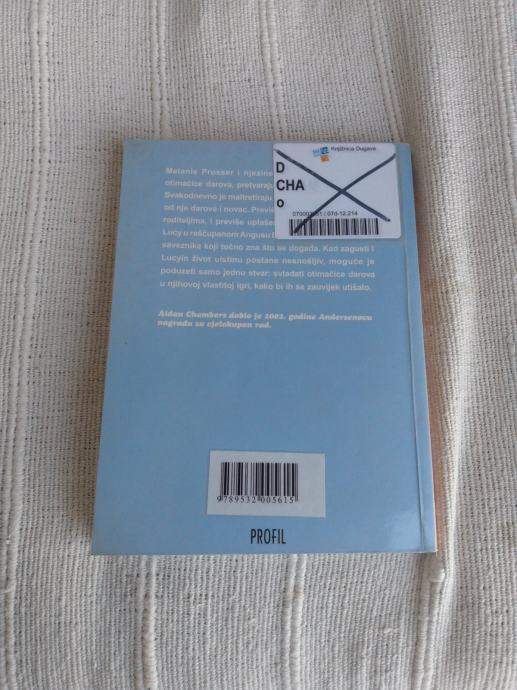 Knjižnica Dugave
D
CHA
o
07d-12.214
Melanie Prosser i njezine
otimačice darova, pretvaraju
Svakodnevno je maltretiraju
od nje darove i novac.
roditeljima, i previše
Lucy u raščupanom Angusu
saveznika koji točno zna što se događa. Kad zagusti i
Lucyin život uistinu postane nesnošljiv, moguće je
poduzeti samo jednu stvar: svladati otimačice darova
u njihovoj vlastitoj igri, kako bi ih se zauvijek utišalo.
Aidan Chambers dobio je 2002. godine Andersenovu
nagradu za cjelokupan rad.
9789532005615
PROFIL